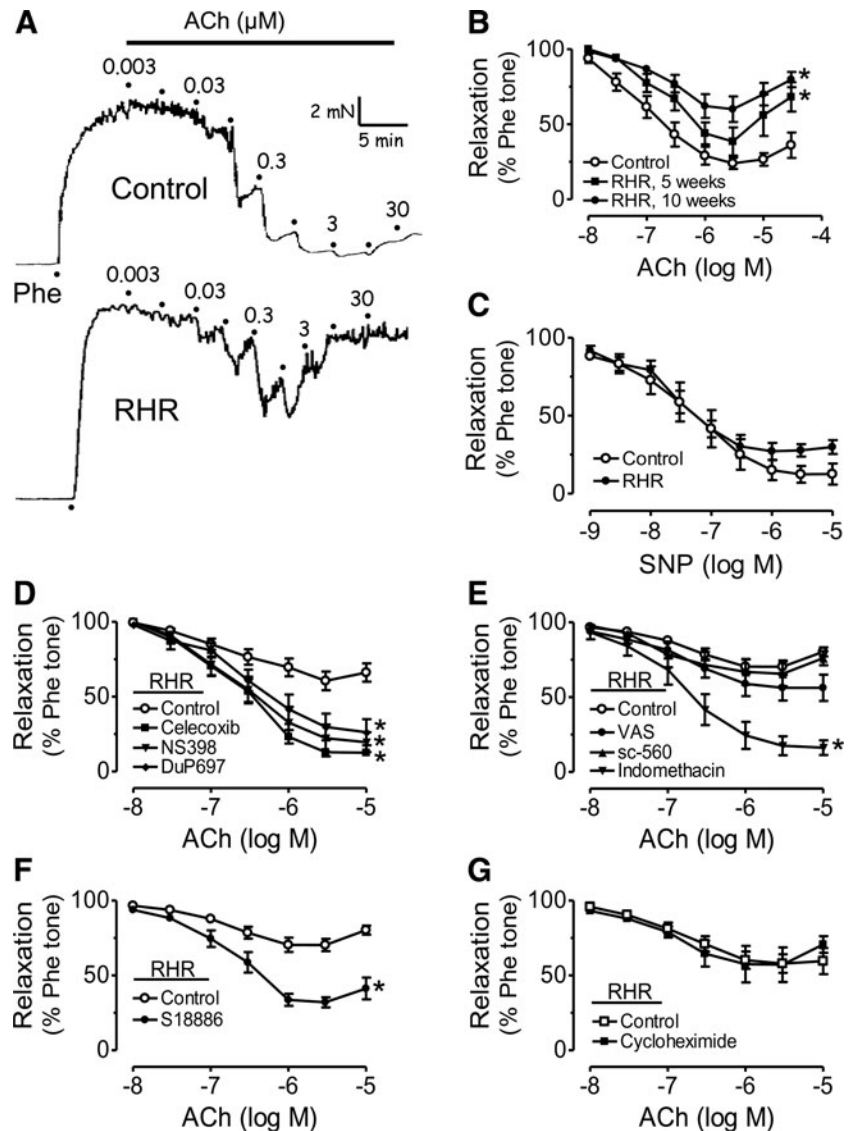 A
ACh (µM)
0.003
0.03
0.3
3
30
2 mN
5 min
Control
Phe
0.003
0.03
0.3
3
30
RHR
B
Relaxation
(% Phe tone)
100
50
0
Control
RHR, 5 weeks
RHR, 10 weeks
*
*
-8
-7
-6
-5
-4
ACh (log M)
C
Relaxation
(% Phe tone)
100
50
0
Control
RHR
-9
-8
-7
-6
-5
SNP (log M)
D
Relaxation
(% Phe tone)
100
50
0
RHR
Control
Celecoxib
NS398
DuP697
*
*
*
-8
-7
-6
-5
ACh (log M)
E
Relaxation
(% Phe tone)
100
50
0
RHR
Control
VAS
sc-560
Indomethacin
*
-8
-7
-6
-5
ACh (log M)
F
Relaxation
(% Phe tone)
100
50
0
RHR
Control
S18886
*
-8
-7
-6
-5
ACh (log M)
G
Relaxation
(% Phe tone)
100
50
0
RHR
Control
Cycloheximide
-8
-7
-6
-5
ACh (log M)